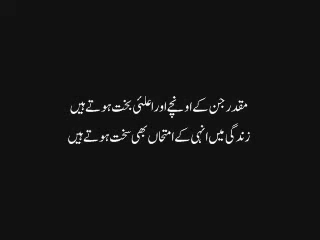 مقدر جن کے اونچے اور اعلیٰ بخت ہوتے ہیں
زندگی میں انہی کے امتحاں بھی سخت ہوتے ہیں